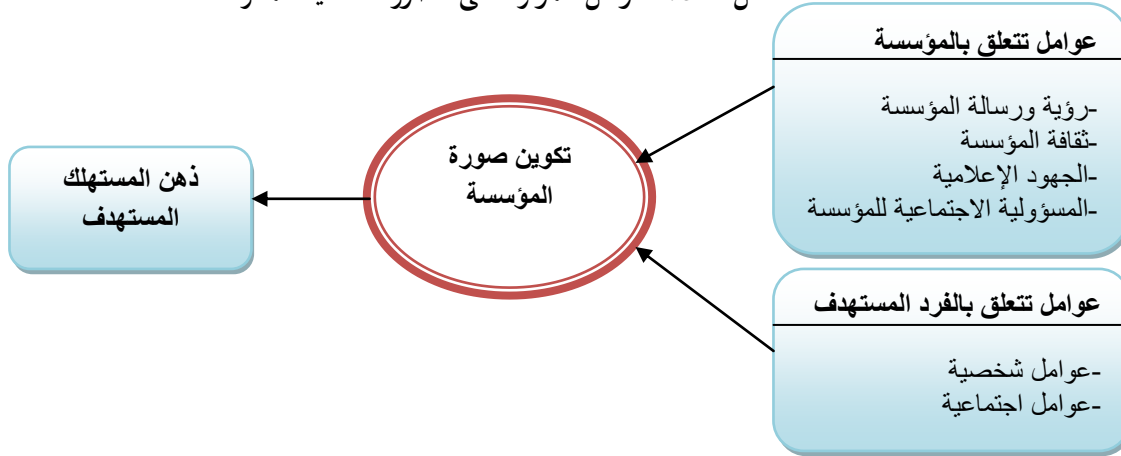 عوامل تتعلق بالمؤسسة
-رؤية ورسالة المؤسسة
-ثقافة المؤسسة
-الجهود الإعلامية
-المسؤولية الاجتماعية للمؤسسة
تكوين صورة
المؤسسة
ذهن المستهلك
المستهدف
عوامل تتعلق بالفرد المستهدف
-عوامل شخصية
-عوامل اجتماعية